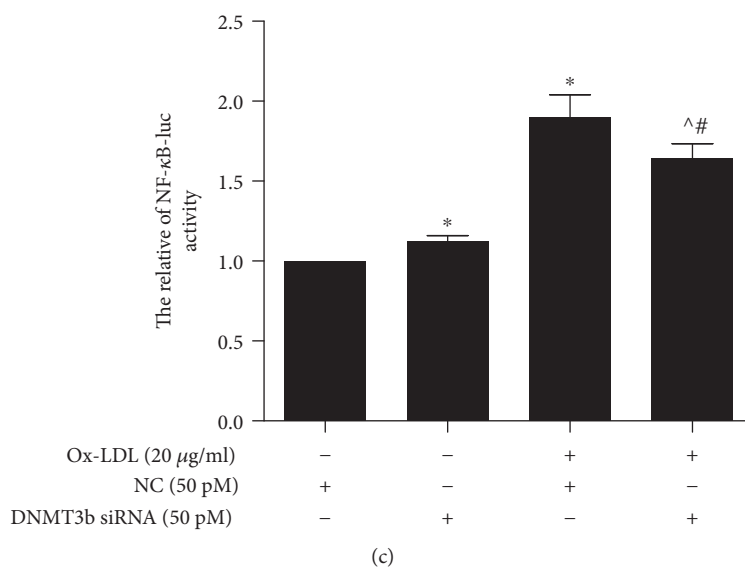 The relative of NF-κB-luc
activity
2.5
2.0
1.5
1.0
0.5
0.0
*
*
^#
Ox-LDL (20 μg/ml) − − + +
NC (50 pM) + − + −
DNMT3b siRNA (50 pM) − + − +
(c)